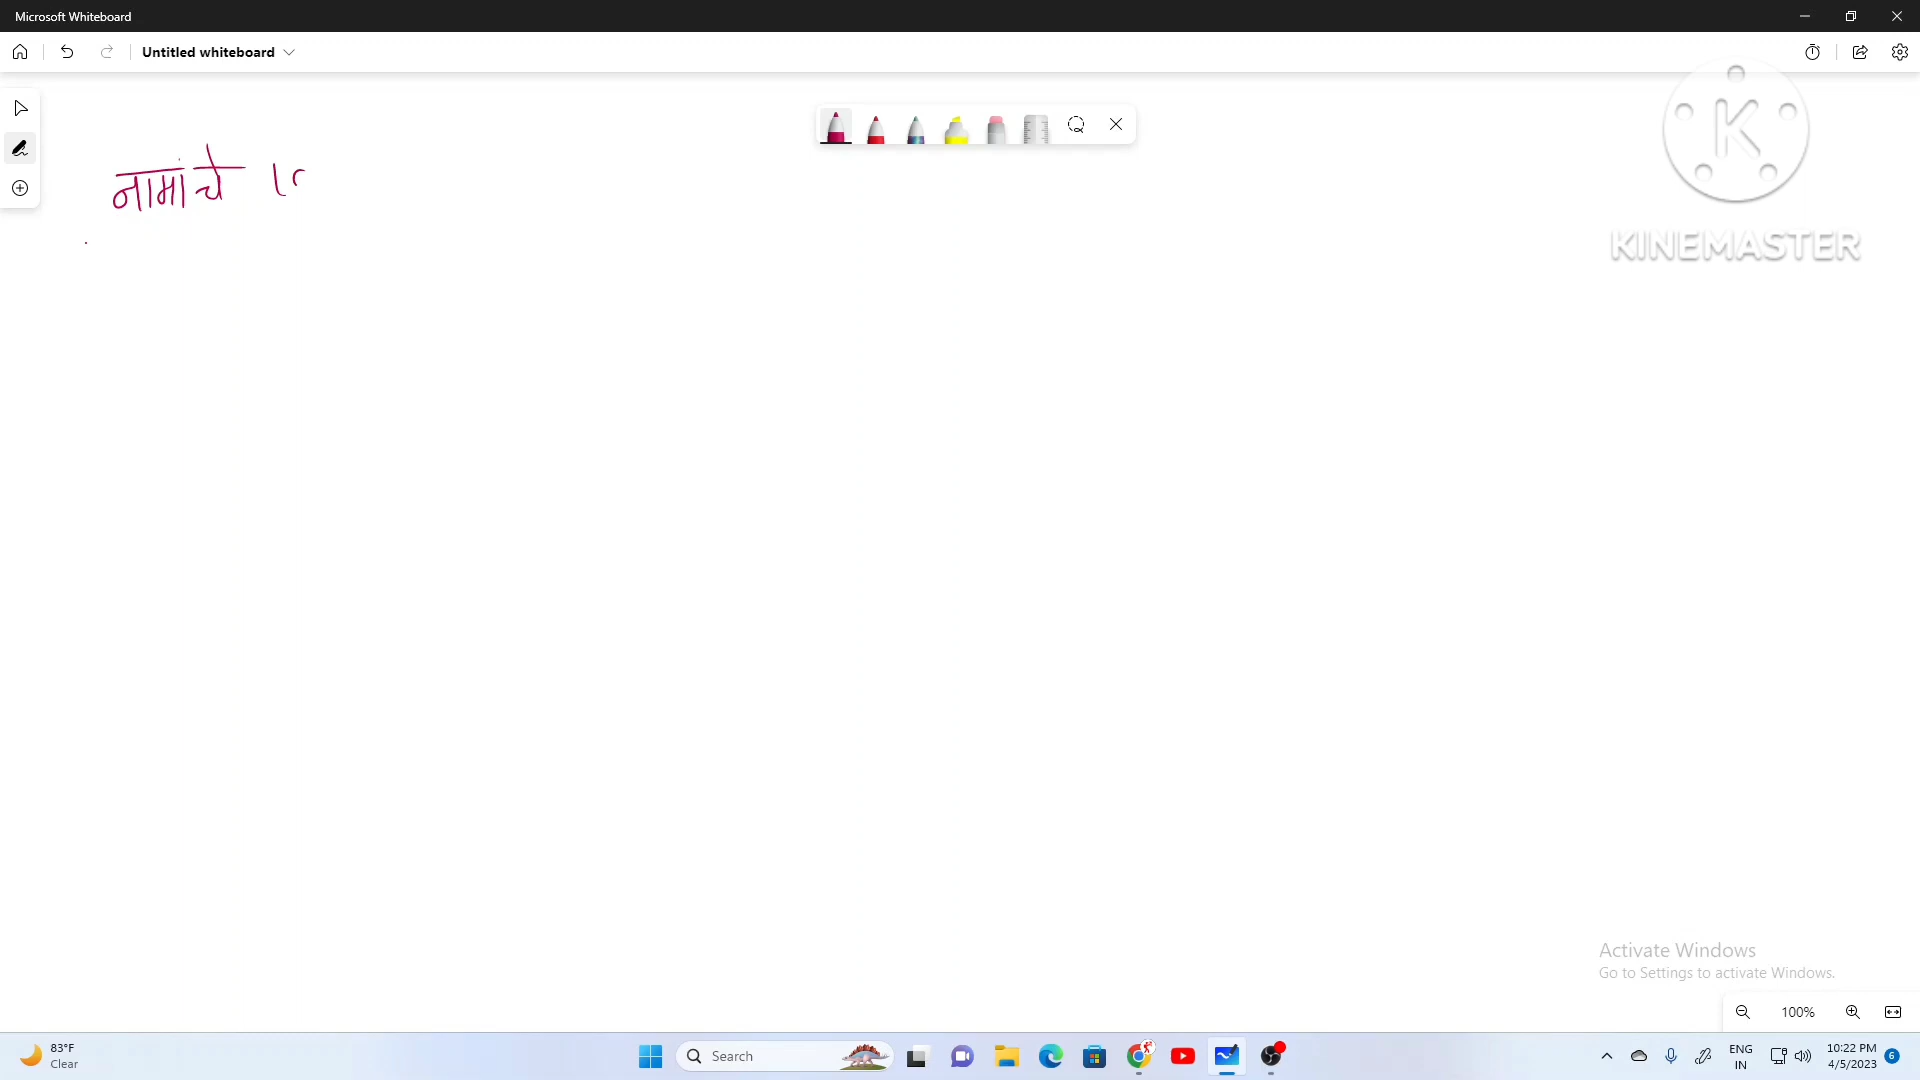 Microsoft Whiteboard
Untitled whiteboard
नामांचे
KINEMASTER
Activate Windows
Go to Settings to activate Windows.
100%
83°F
Clear
Search
ENG
IN
10:22 PM
4/5/2023
6